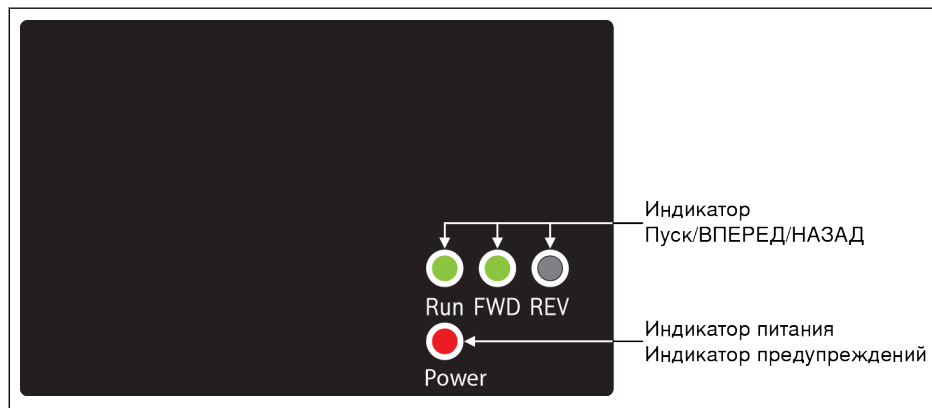 Индикатор
Пуск/ВПЕРЕД/НАЗАД
Run FWD REV
Индикатор питания
Индикатор предупреждений
Power